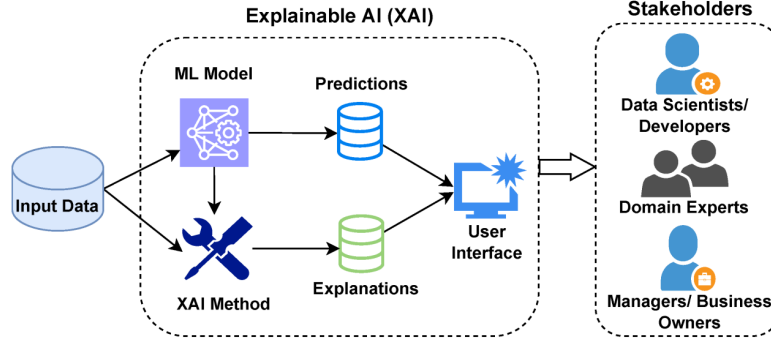 Explainable AI (XAI)
Stakeholders
ML Model
Predictions
Input Data
XAI Method
Explanations
User
Interface
Data Scientists/
Developers
Domain Experts
Managers/ Business
Owners